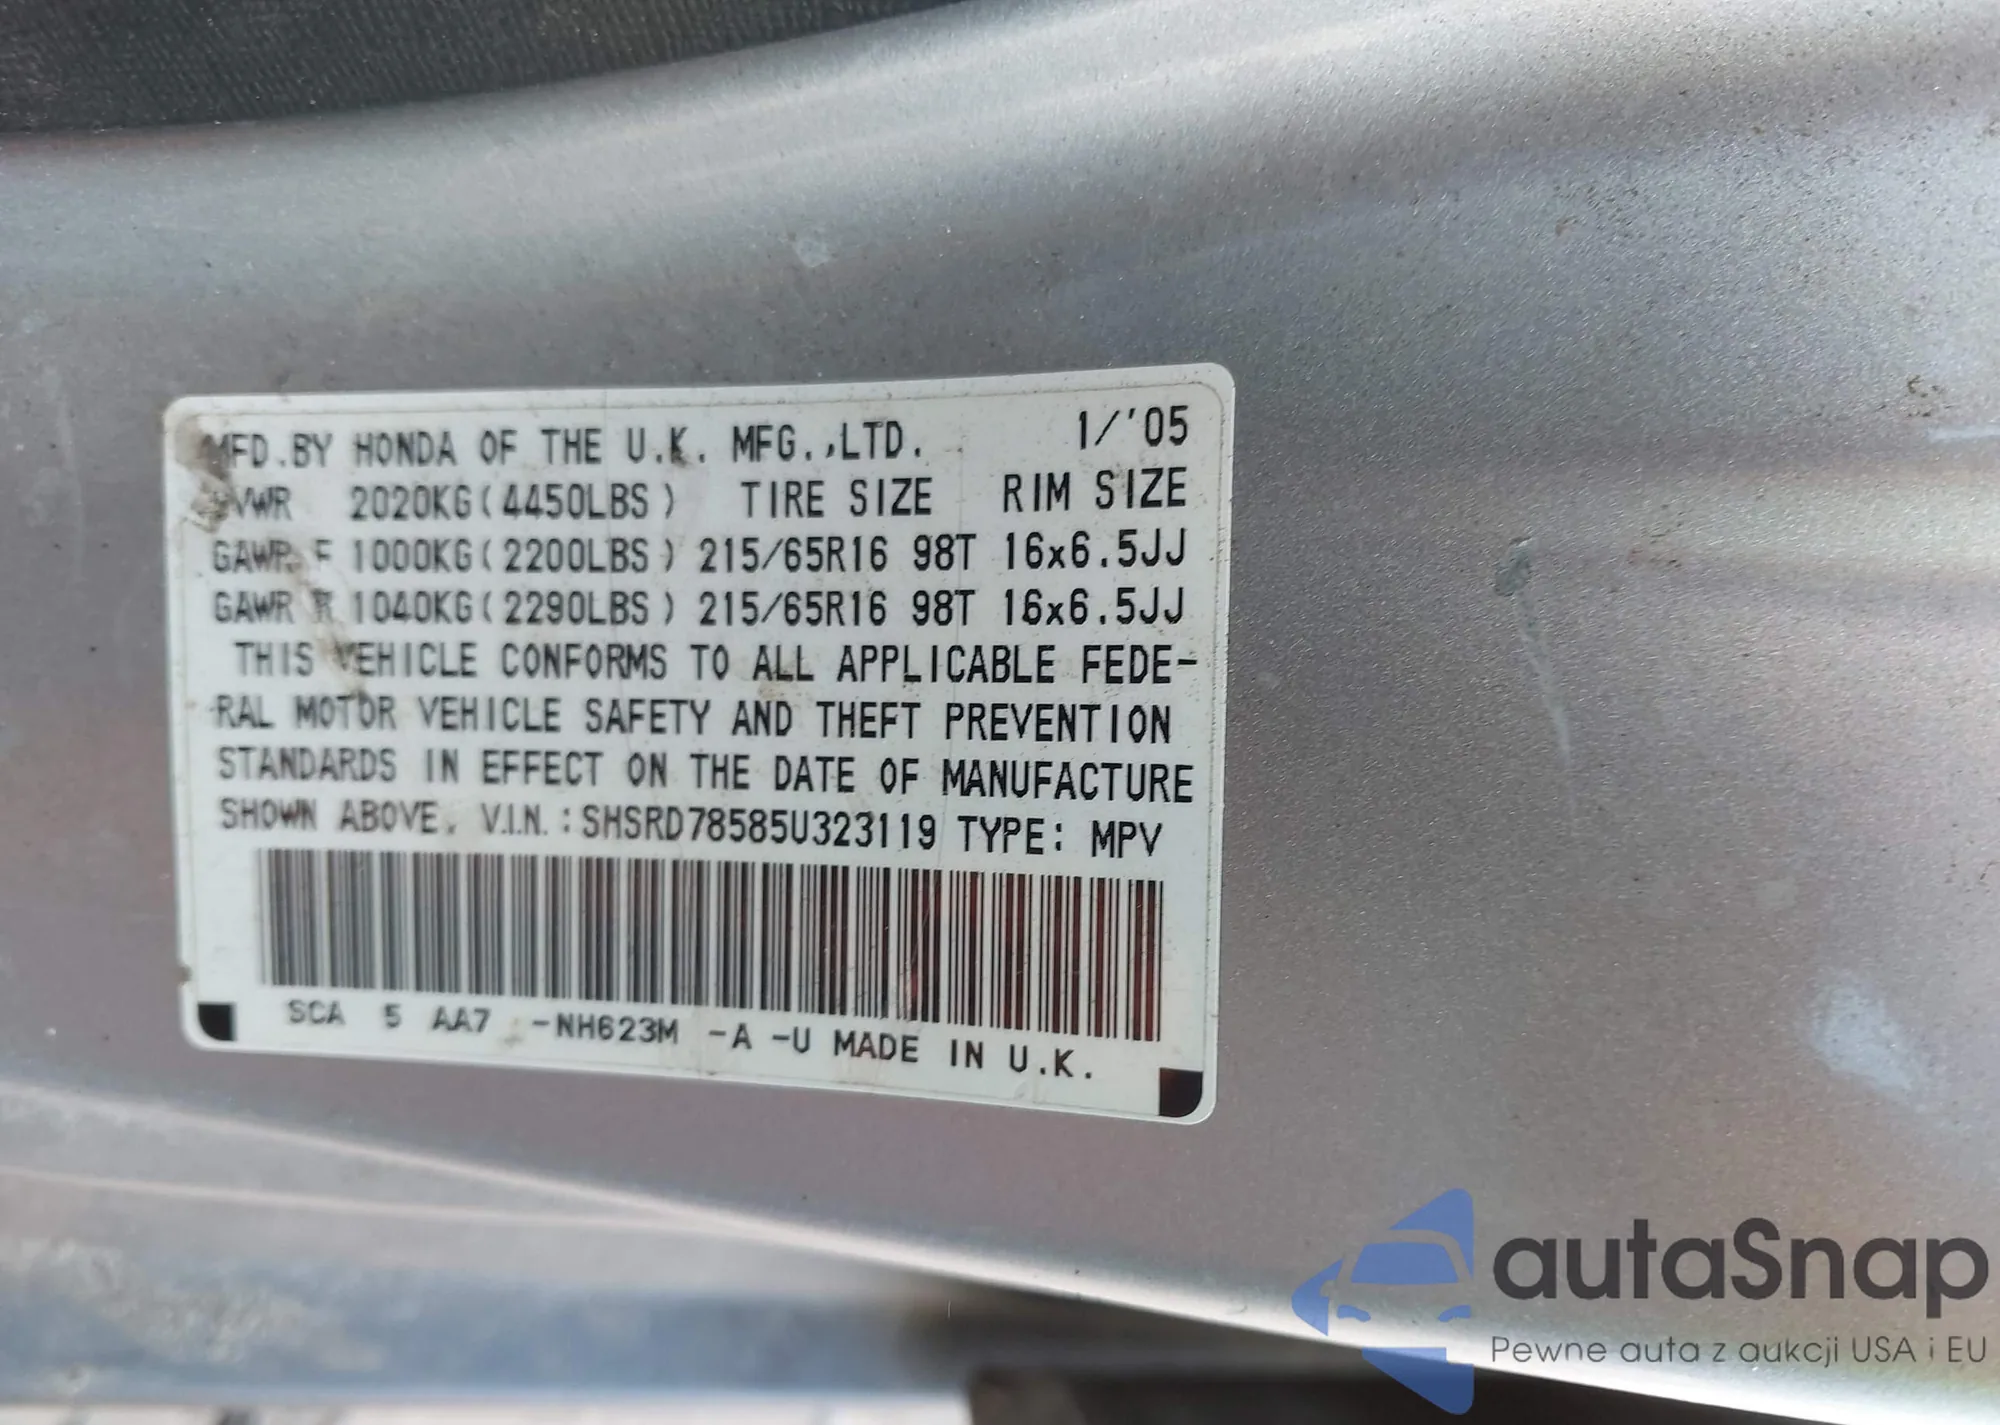 MFD.BY HONDA OF THE U.K. MFG.,LTD. 1/'05
GVWR 2020KG(4450LBS) TIRE SIZE RIM SIZE
GAWR F 1000KG(2200LBS) 215/65R16 98T 16x6.5JJ
GAWR R 1040KG(2290LBS) 215/65R16 98T 16x6.5JJ
THIS VEHICLE CONFORMS TO ALL APPLICABLE FEDE-
RAL MOTOR VEHICLE SAFETY AND THEFT PREVENTION
STANDARDS IN EFFECT ON THE DATE OF MANUFACTURE
SHOWN ABOVE. V.I.N.:SHSRD78585U323119 TYPE: MPV
SCA 5 AA7 -NH623M -A -U MADE IN U.K.
autaSnap
Pewne auta z aukcji USA i EU